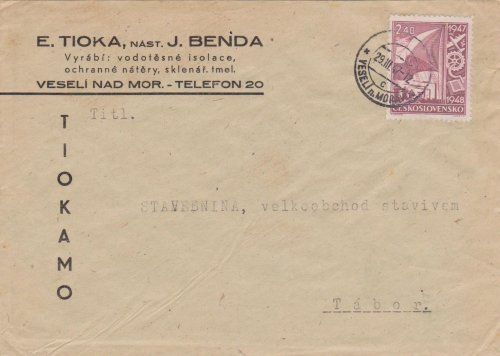 E. TIOKA, NÁST. J. BENDA
Vyrábí: vodotěsné isolace,
ochranné nátěry, sklenář. tmel.
VESELÍ NAD MOR. - TELEFON 20
2·40
1947
1948
ČESKOSLOVENSKO
VESELÍ n. MOR.
Titl.
TIOKAMO
STAVEBNINA, velkoobchod stavivem
Tábor.